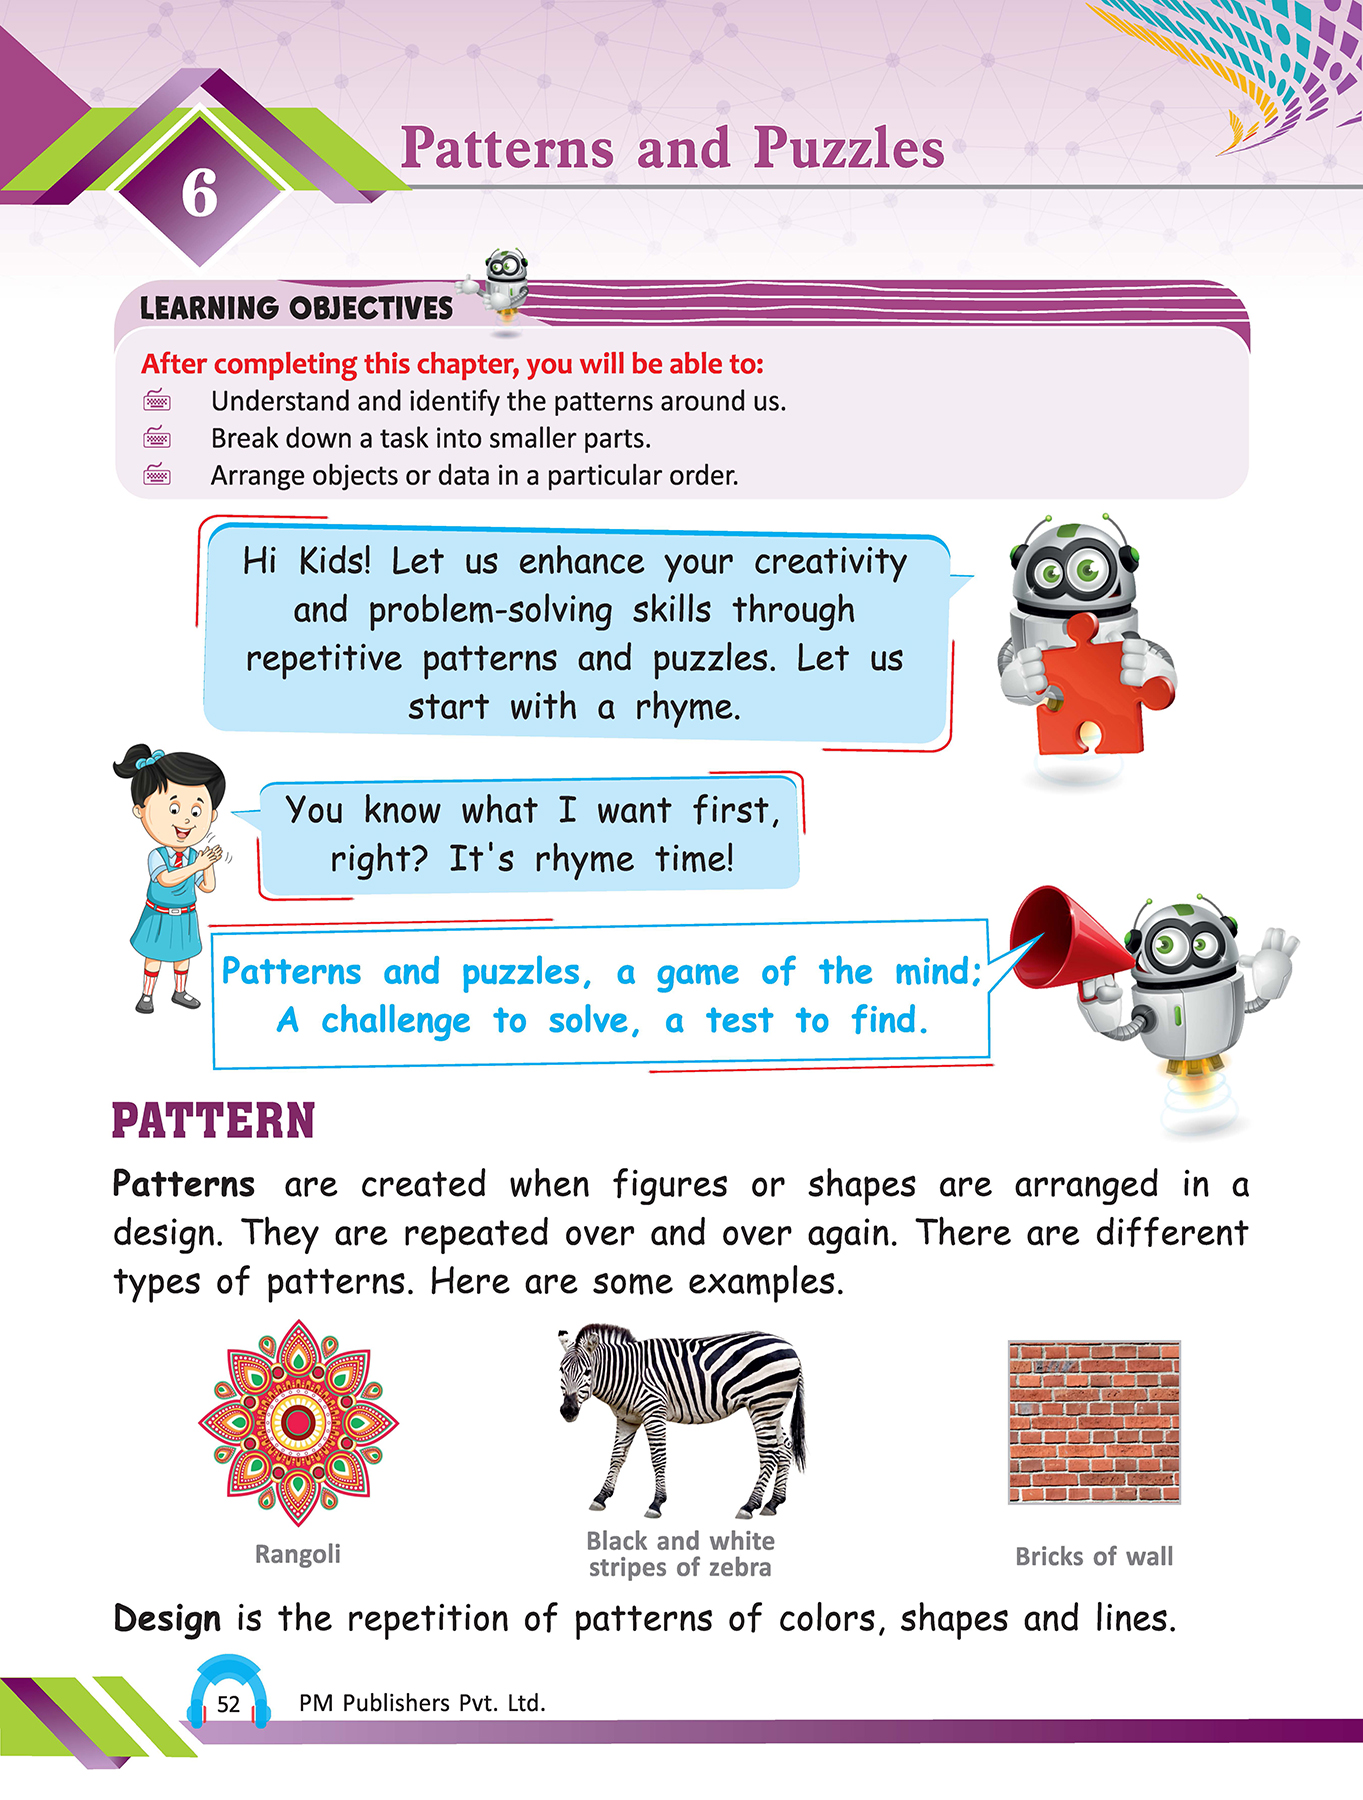 6
Patterns and Puzzles
LEARNING OBJECTIVES
After completing this chapter, you will be able to:
Understand and identify the patterns around us.
Break down a task into smaller parts.
Arrange objects or data in a particular order.
Hi Kids! Let us enhance your creativity
and problem-solving skills through
repetitive patterns and puzzles. Let us
start with a rhyme.
You know what I want first,
right? It's rhyme time!
Patterns and puzzles, a game of the mind;
A challenge to solve, a test to find.
PATTERN
Patterns are created when figures or shapes are arranged in a
design. They are repeated over and over again. There are different
types of patterns. Here are some examples.
Rangoli
Black and white
stripes of zebra
Bricks of wall
Design is the repetition of patterns of colors, shapes and lines.
52
PM Publishers Pvt. Ltd.